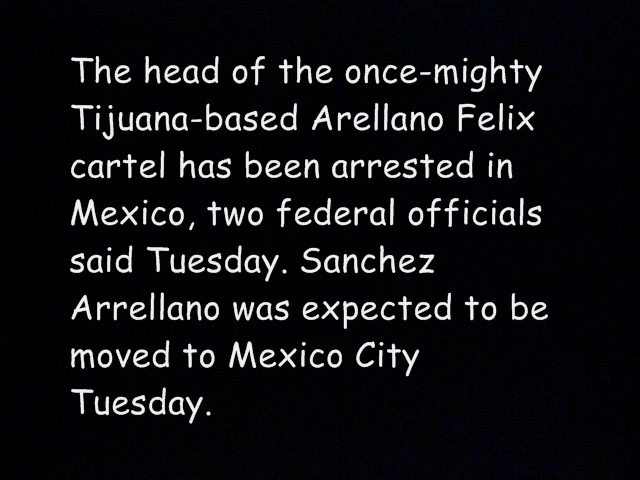 The head of the once-mighty
Tijuana-based Arellano Felix
cartel has been arrested in
Mexico, two federal officials
said Tuesday. Sanchez
Arrellano was expected to be
moved to Mexico City
Tuesday.